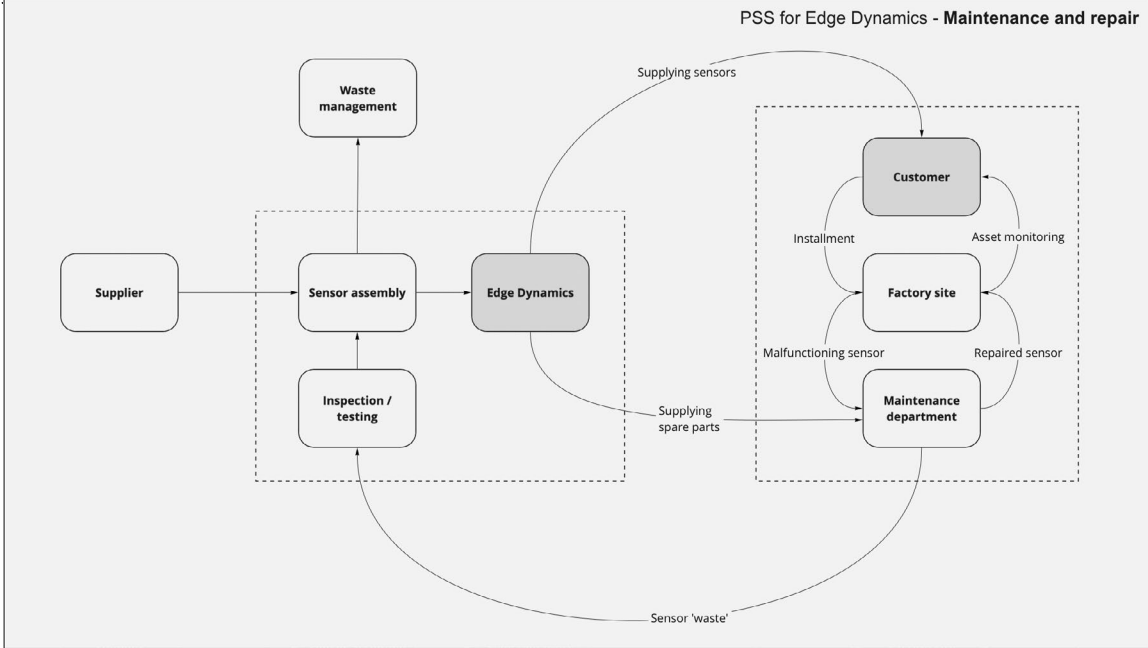 PSS for Edge Dynamics - Maintenance and repair
Supplying sensors
Waste
management
Customer
Installment
Asset monitoring
Supplier
Sensor assembly
Edge Dynamics
Factory site
Malfunctioning sensor
Repaired sensor
Inspection /
testing
Supplying
spare parts
Maintenance
department
Sensor 'waste'